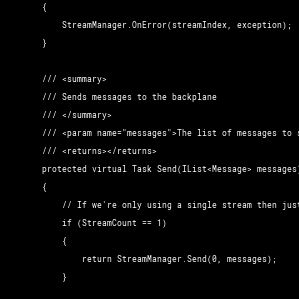 {
StreamManager.OnError(streamIndex, exception);
}
/// <summary>
/// Sends messages to the backplane
/// </summary>
/// <param name="messages">The list of messages to s
/// <returns></returns>
protected virtual Task Send(IList<Message> messages)
{
// If we're only using a single stream then just
if (StreamCount == 1)
{
return StreamManager.Send(0, messages);
}